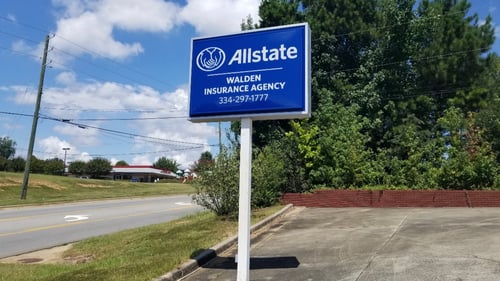 Allstate
WALDEN
INSURANCE AGENCY
334-297-1777